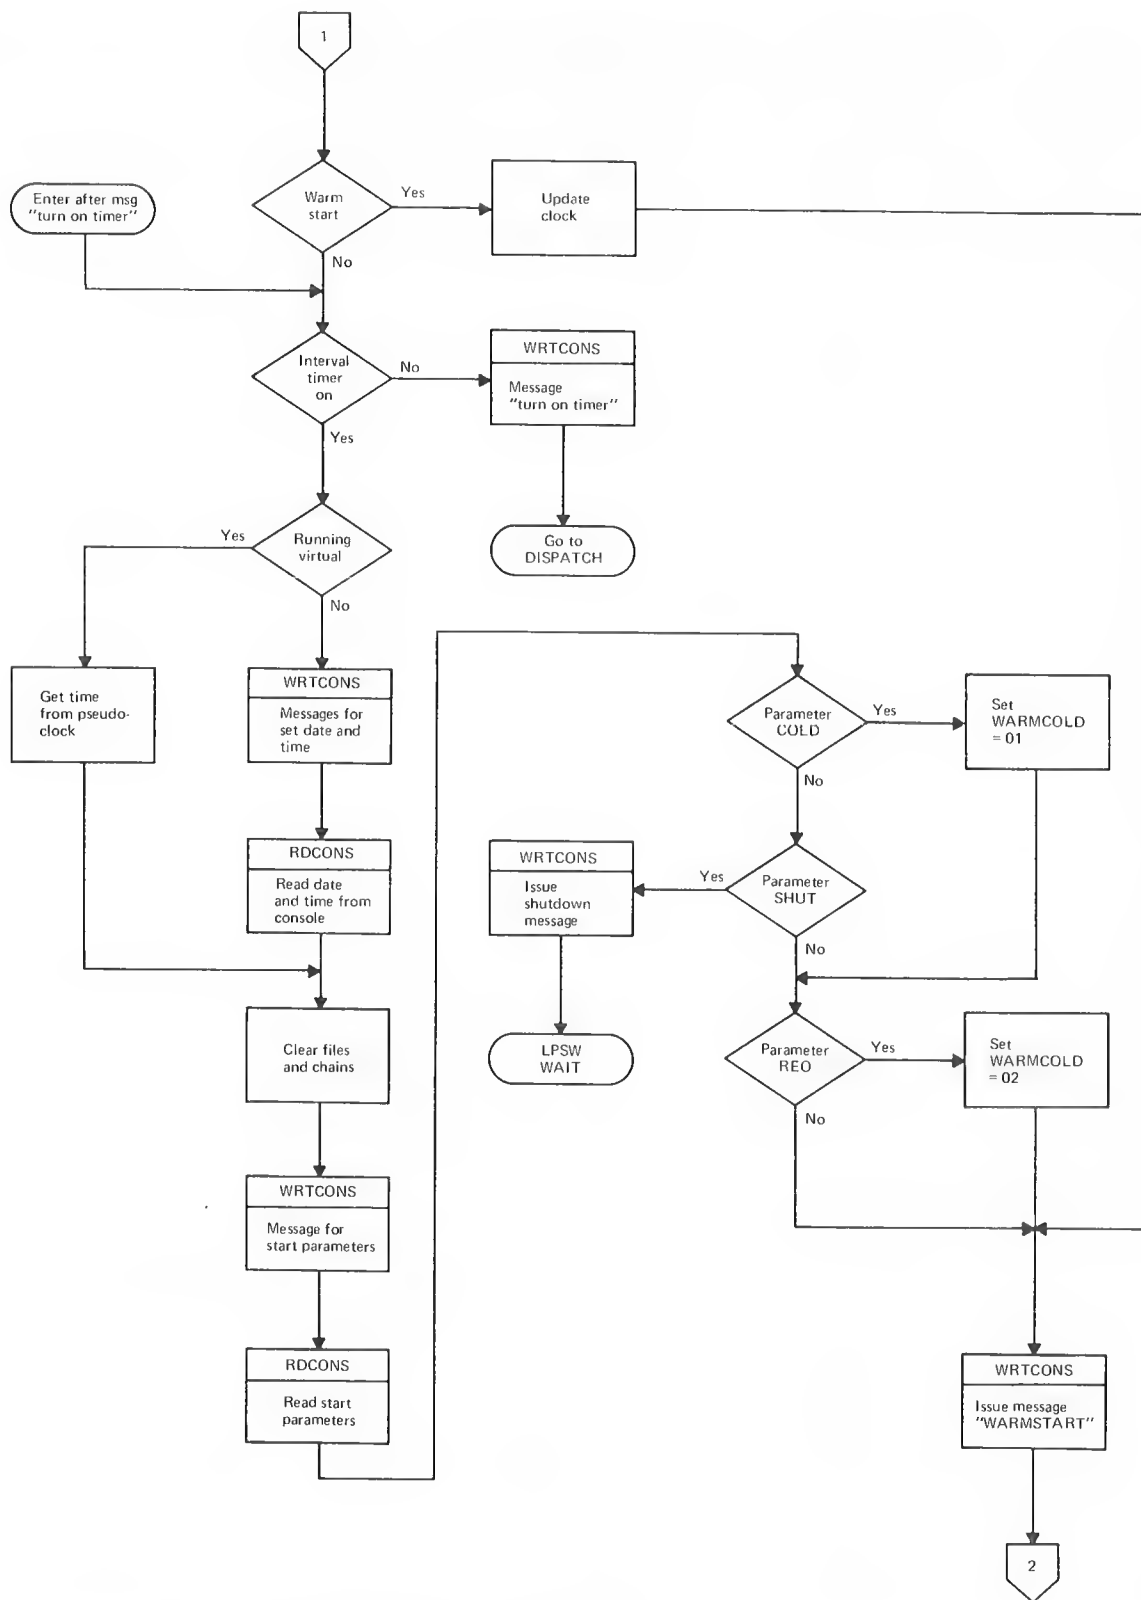 1
Enter after msg
"turn on timer"
Warm
start
Yes
Update
clock
No
Interval
timer
on
No
WRTCONS
Message
"turn on timer"
Yes
Go to
DISPATCH
Yes
Running
virtual
No
Get time
from pseudo-
clock
WRTCONS
Messages for
set date and
time
RDCONS
Read date
and time from
console
Clear files
and chains
WRTCONS
Message for
start parameters
RDCONS
Read start
parameters
Parameter
COLD
Yes
Set
WARMCOLD
= 01
No
WRTCONS
Issue
shutdown
message
Yes
Parameter
SHUT
No
LPSW
WAIT
Parameter
REO
Yes
Set
WARMCOLD
= 02
No
WRTCONS
Issue message
"WARMSTART"
2